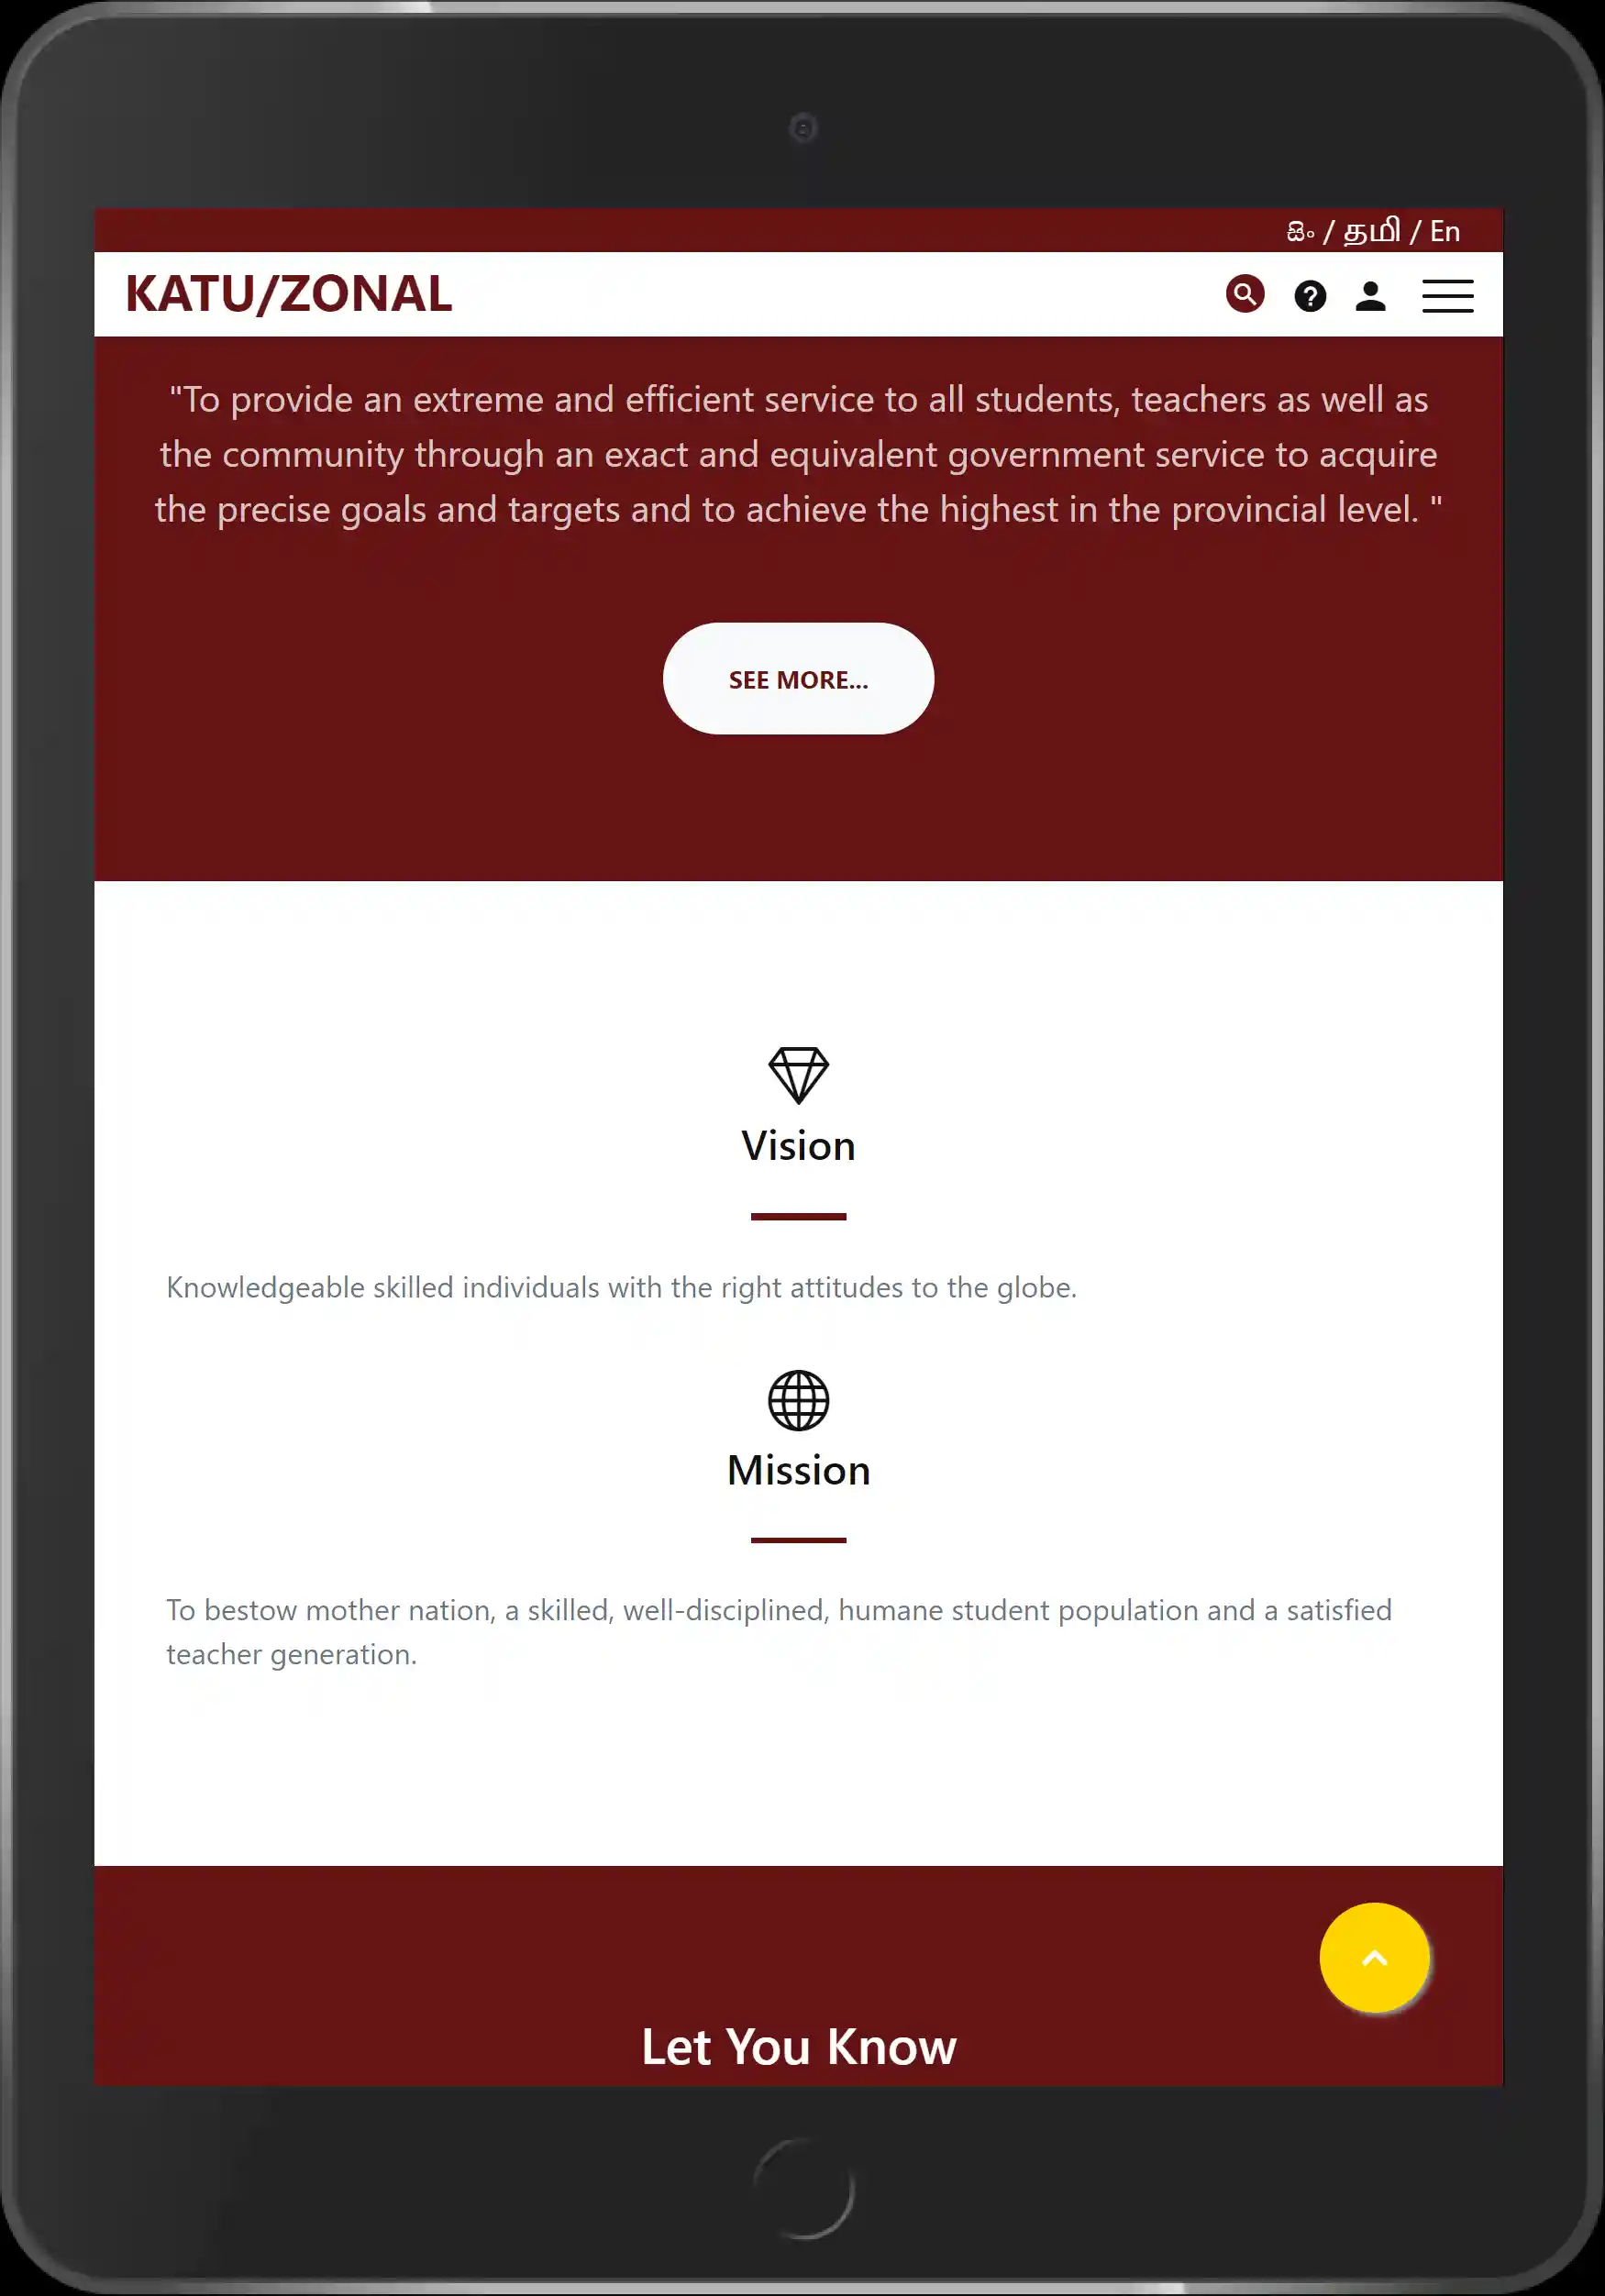 සිං / தமி / En
KATU/ZONAL
"To provide an extreme and efficient service to all students, teachers as well as
the community through an exact and equivalent government service to acquire
the precise goals and targets and to achieve the highest in the provincial level. "
SEE MORE...
Vision
Knowledgeable skilled individuals with the right attitudes to the globe.
Mission
To bestow mother nation, a skilled, well-disciplined, humane student population and a satisfied
teacher generation.
Let You Know